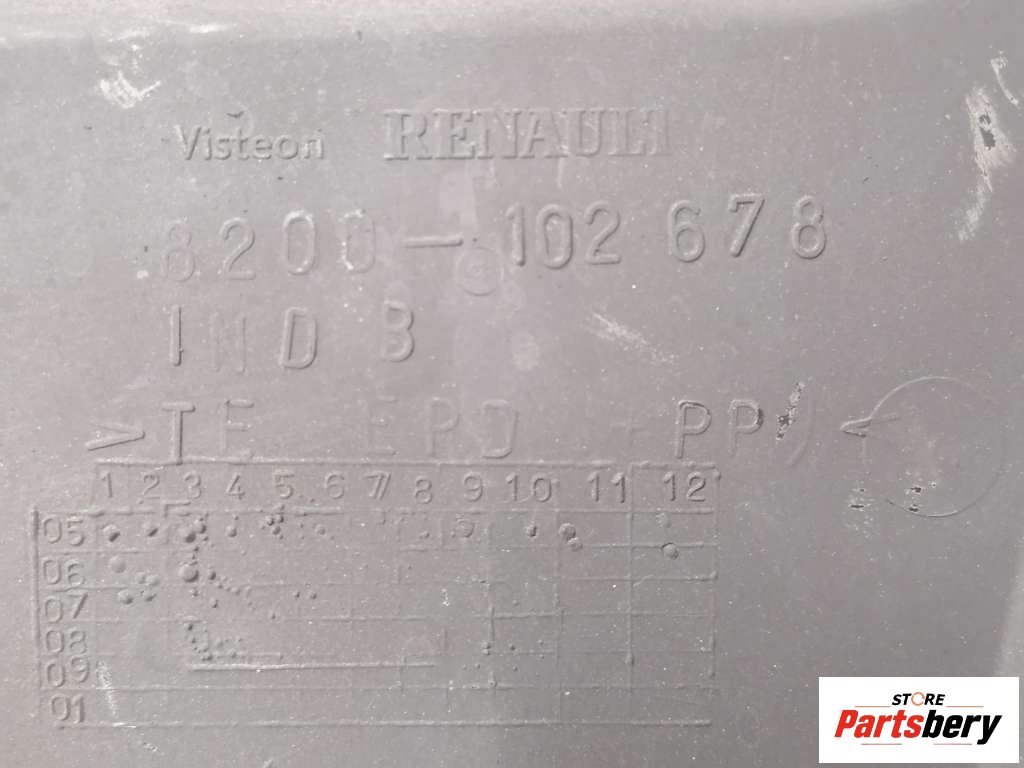 Visteon RENAULT
8200-102 678
IND B
>TE EPD + PP<
1 2 3 4 5 6 7 8 9 10 11 12
05
06
07
08
09
01
STORE
Partsbery